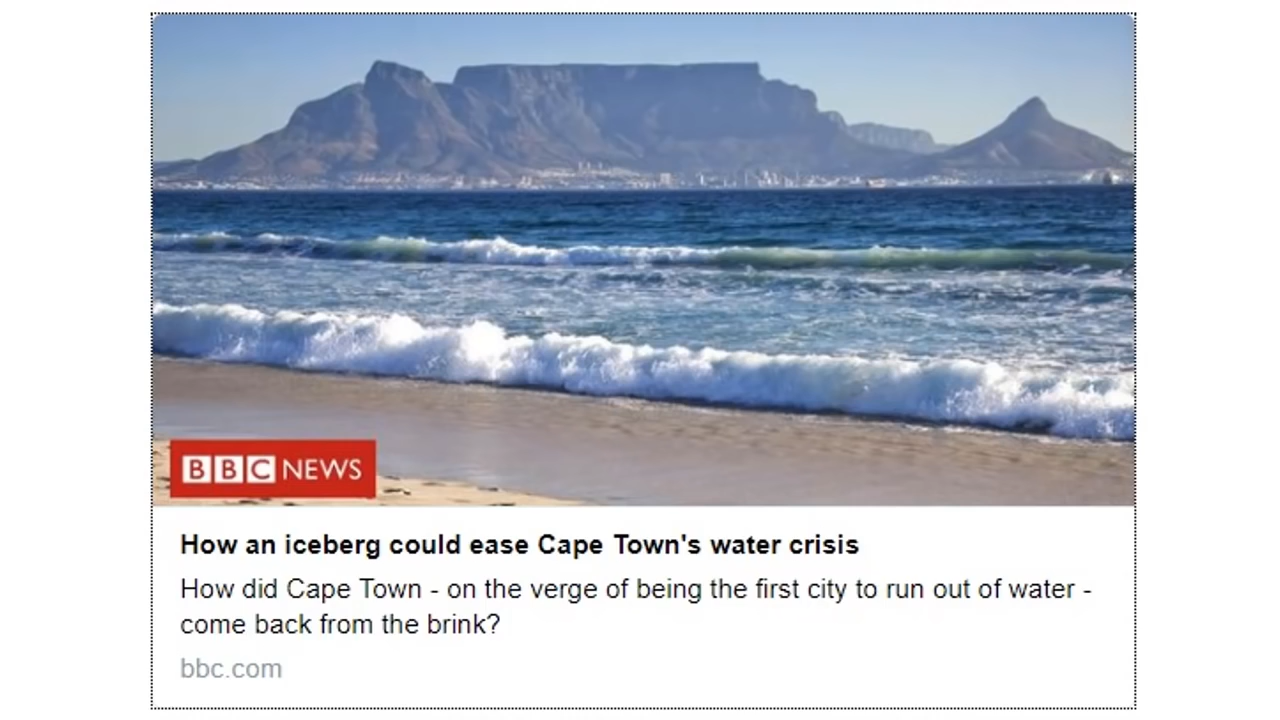 BBC NEWS
How an iceberg could ease Cape Town's water crisis
How did Cape Town - on the verge of being the first city to run out of water -
come back from the brink?
bbc.com